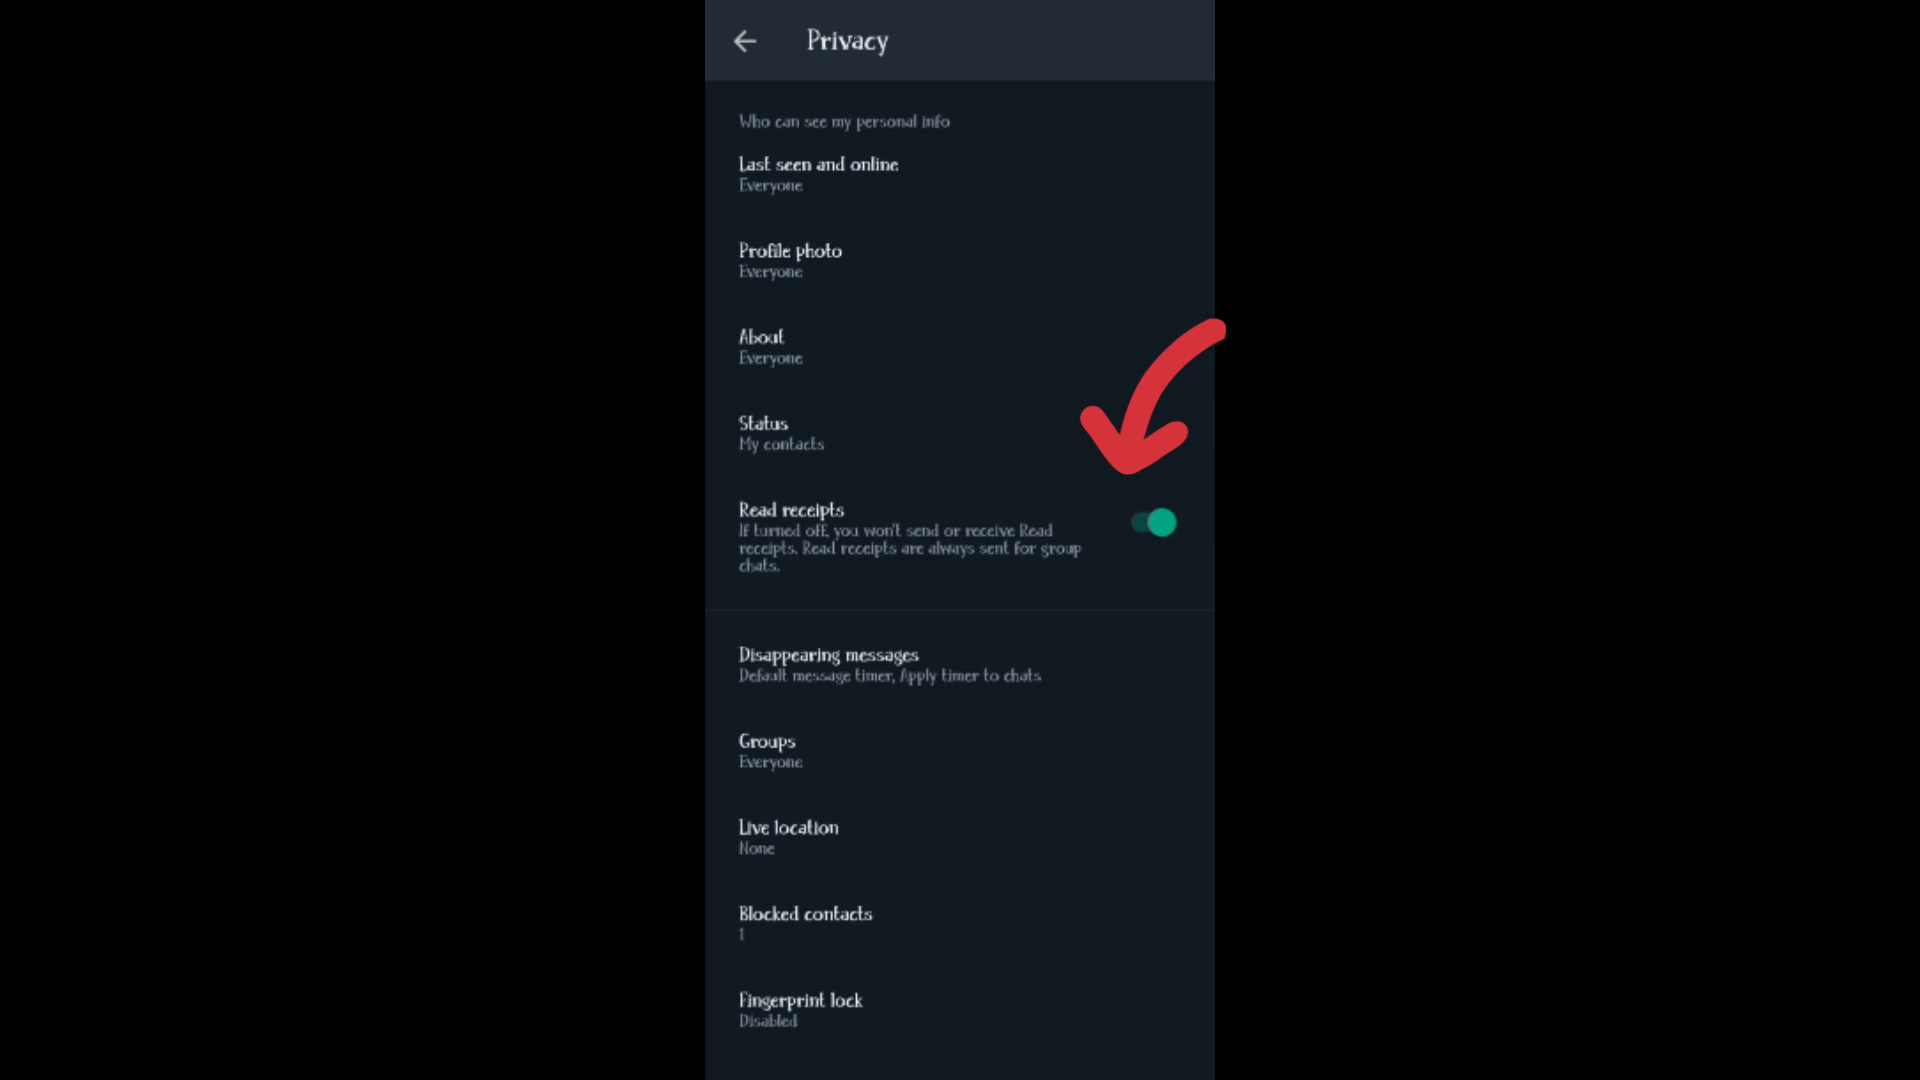 Privacy
Who can see my personal info
Last seen and online
Everyone
Profile photo
Everyone
About
Everyone
Status
My contacts
Read receipts
If turned off, you won't send or receive Read
receipts. Read receipts are always sent for group
chats.
Disappearing messages
Default message timer, Apply timer to chats
Groups
Everyone
Live location
None
Blocked contacts
1
Fingerprint lock
Disabled